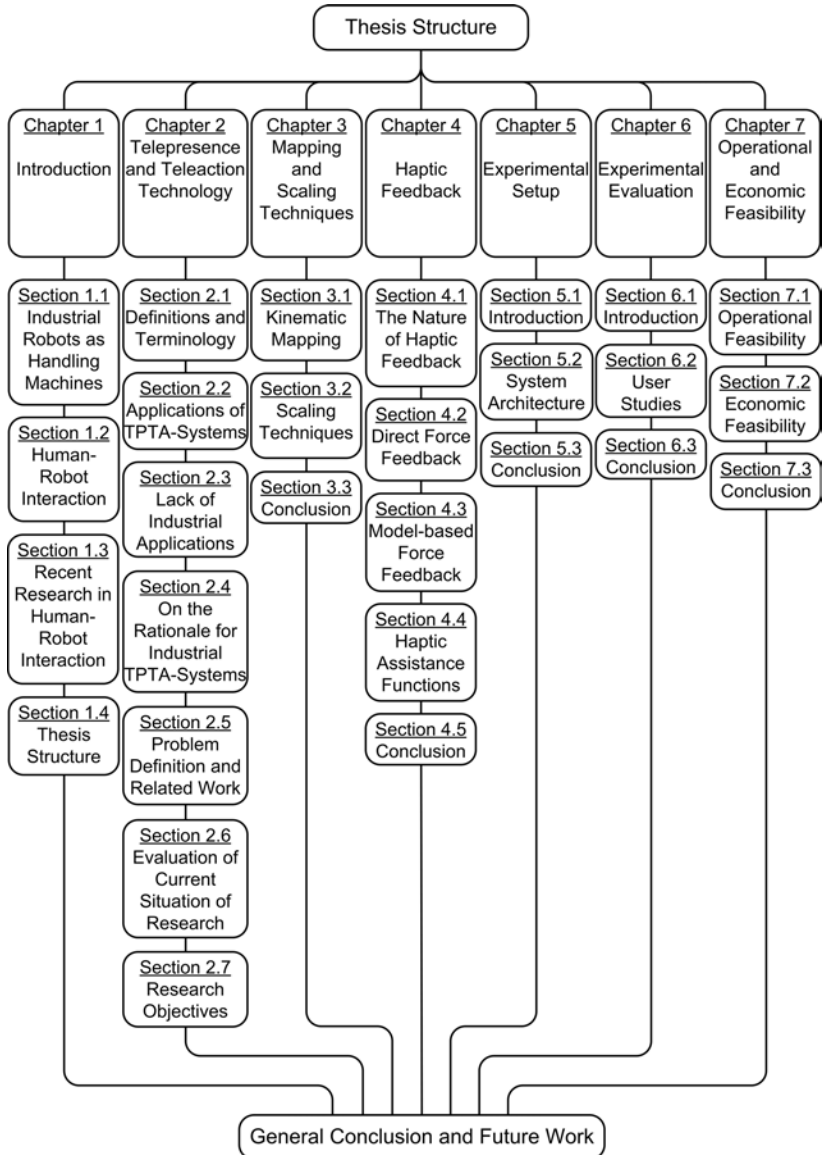 Thesis Structure
Chapter 1
Introduction
Chapter 2
Telepresence
and Teleaction
Technology
Chapter 3
Mapping
and
Scaling
Techniques
Chapter 4
Haptic
Feedback
Chapter 5
Experimental
Setup
Chapter 6
Experimental
Evaluation
Chapter 7
Operational
and
Economic
Feasibility
Section 1.1
Industrial
Robots as
Handling
Machines
Section 1.2
Human-
Robot
Interaction
Section 1.3
Recent
Research in
Human-
Robot
Interaction
Section 1.4
Thesis
Structure
Section 2.1
Definitions and
Terminology
Section 2.2
Applications of
TPTA-Systems
Section 2.3
Lack of
Industrial
Applications
Section 2.4
On the
Rationale for
Industrial
TPTA-Systems
Section 2.5
Problem
Definition and
Related Work
Section 2.6
Evaluation of
Current
Situation of
Research
Section 2.7
Research
Objectives
Section 3.1
Kinematic
Mapping
Section 3.2
Scaling
Techniques
Section 3.3
Conclusion
Section 4.1
The Nature
of Haptic
Feedback
Section 4.2
Direct Force
Feedback
Section 4.3
Model-based
Force
Feedback
Section 4.4
Haptic
Assistance
Functions
Section 4.5
Conclusion
Section 5.1
Introduction
Section 5.2
System
Architecture
Section 5.3
Conclusion
Section 6.1
Introduction
Section 6.2
User
Studies
Section 6.3
Conclusion
Section 7.1
Operational
Feasibility
Section 7.2
Economic
Feasibility
Section 7.3
Conclusion
General Conclusion and Future Work